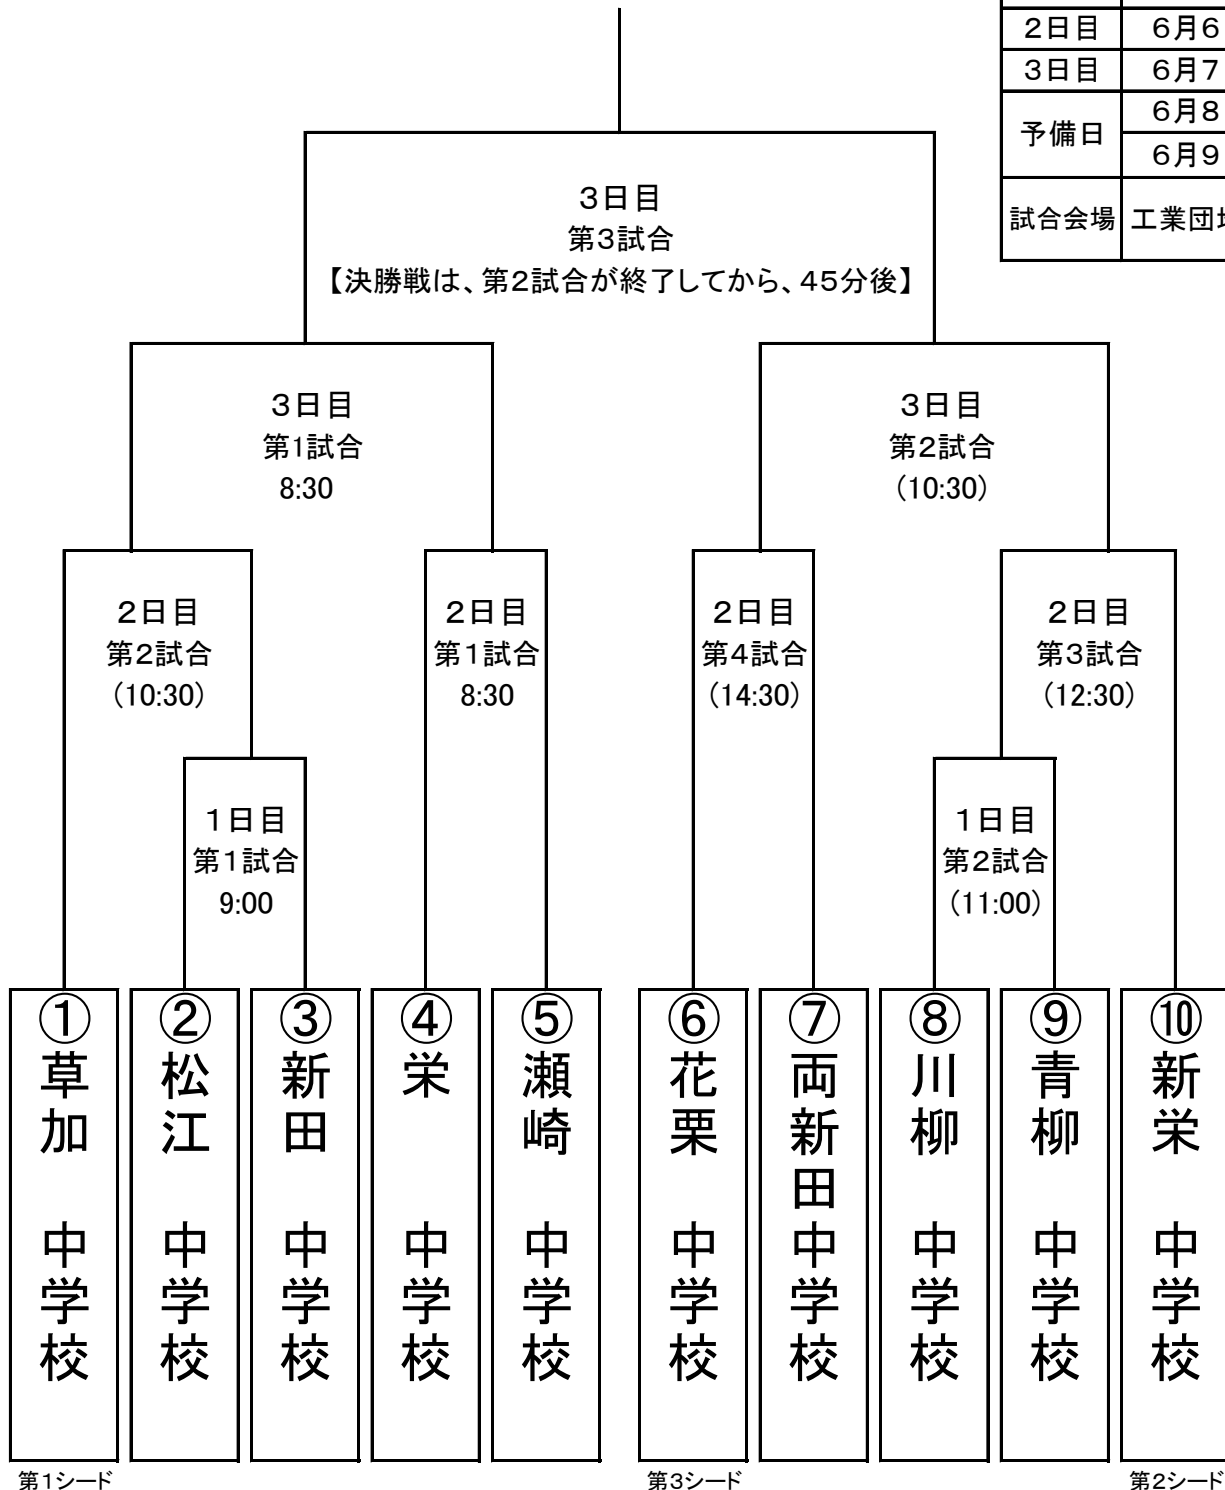 2日目 6月6
3日目 6月7
予備日 6月8
6月9
試合会場 工業団
3日目
第3試合
【決勝戦は、第2試合が終了してから、45分後】
3日目
第1試合
8:30
3日目
第2試合
(10:30)
2日目
第2試合
(10:30)
2日目
第1試合
8:30
2日目
第4試合
(14:30)
2日目
第3試合
(12:30)
1日目
第1試合
9:00
1日目
第2試合
(11:00)
①草加 中学校
②松江 中学校
③新田 中学校
④栄 中学校
⑤瀬崎 中学校
⑥花栗 中学校
⑦両新田中学校
⑧川柳 中学校
⑨青柳 中学校
⑩新栄 中学校
第1シード
第3シード
第2シード